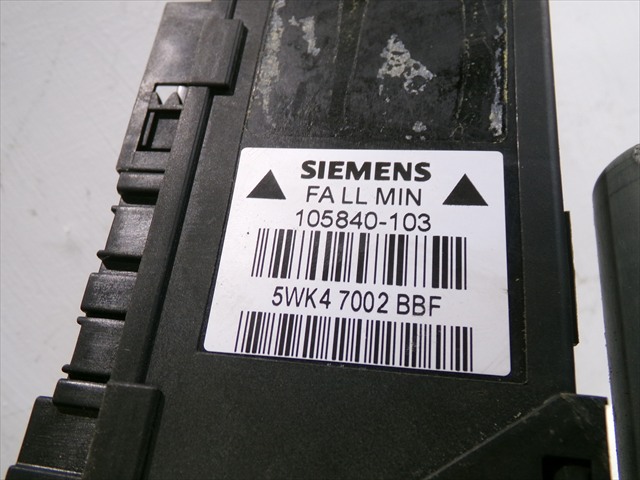 SIEMENS
FA LL MIN
105840-103
5WK4 7002 BBF